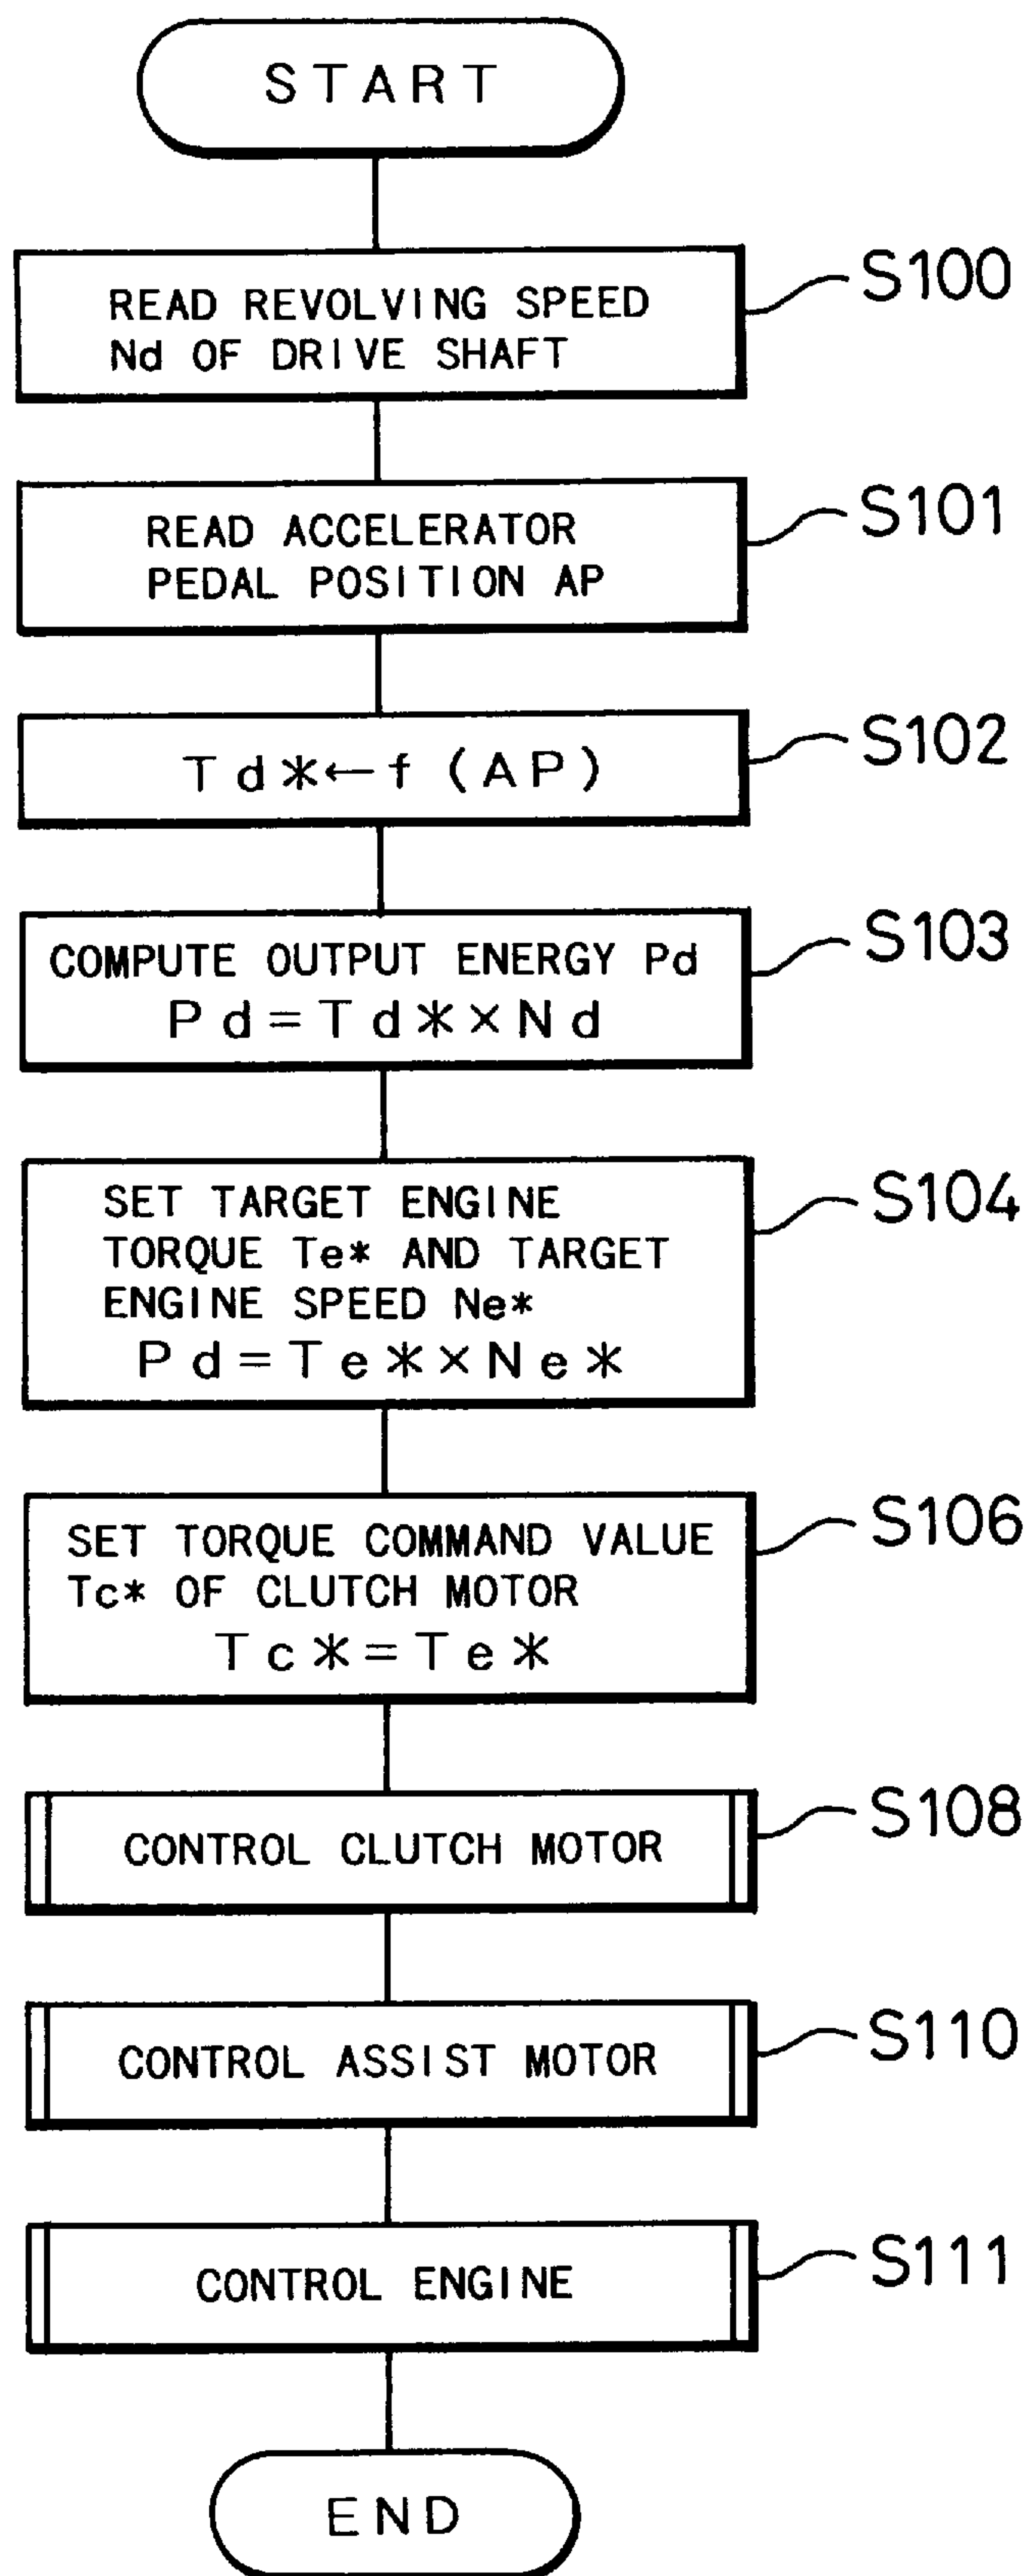 START
READ REVOLVING SPEED
Nd OF DRIVE SHAFT
S100
READ ACCELERATOR
PEDAL POSITION AP
S101
Td*←f(AP)
S102
COMPUTE OUTPUT ENERGY Pd
Pd=Td*×Nd
S103
SET TARGET ENGINE
TORQUE Te* AND TARGET
ENGINE SPEED Ne*
Pd=Te*×Ne*
S104
SET TORQUE COMMAND VALUE
Tc* OF CLUTCH MOTOR
Tc*=Te*
S106
CONTROL CLUTCH MOTOR
S108
CONTROL ASSIST MOTOR
S110
CONTROL ENGINE
S111
END